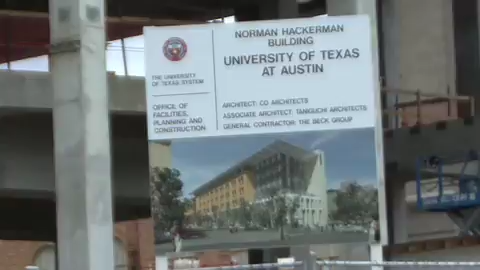 NORMAN HACKERMAN
BUILDING
UNIVERSITY OF TEXAS
AT AUSTIN
THE UNIVERSITY
OF TEXAS SYSTEM
OFFICE OF
FACILITIES,
PLANNING AND
CONSTRUCTION
ARCHITECT: CO ARCHITECTS
ASSOCIATE ARCHITECT: TANIGUCHI ARCHITECTS
GENERAL CONTRACTOR: THE BECK GROUP